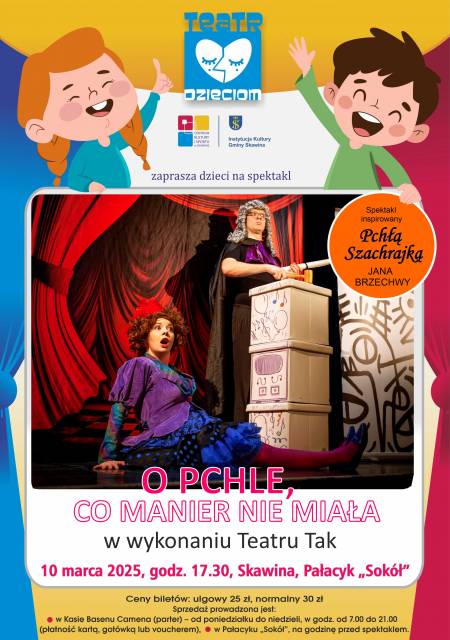 TEATR
DZIECIOM
CENTRUM
KULTURY
I SPORTU
Instytucja Kultury
Gminy Skawina
zaprasza dzieci na spektakl
Spektakl
inspirowany
Pchłą
Szachrajką
JANA
BRZECHWY
O PCHLE,
CO MANIER NIE MIAŁA
w wykonaniu Teatru Tak
10 marca 2025, godz. 17.30, Skawina, Pałacyk „Sokół”
Ceny biletów: ulgowy 25 zł, normalny 30 zł
Sprzedaż prowadzona jest:
● w Kasie Basenu Camena (parter) – od poniedziałku do niedzieli, w godz. od 7.00 do 21.00
(płatność kartą, gotówką lub voucherem), ● w Pałacyku „Sokół”, na godzinę przed spektaklem.